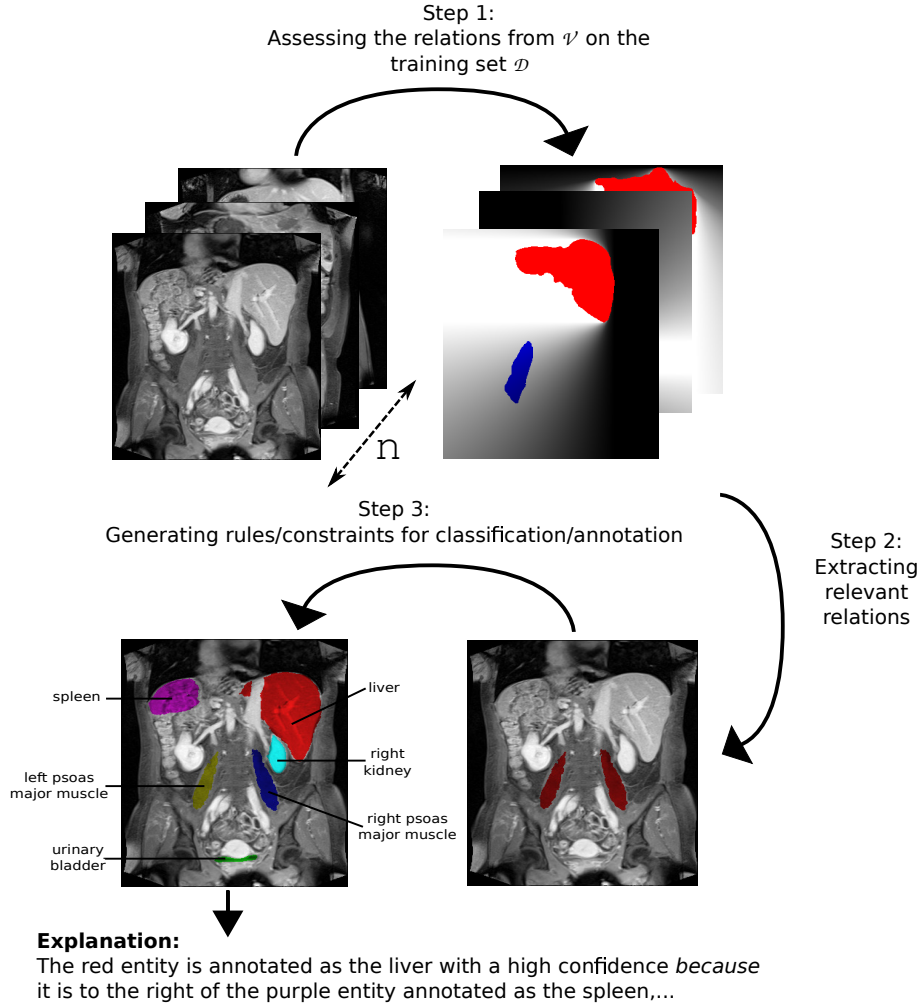 Step 1:
Assessing the relations from 𝒱 on the
training set 𝒟
n
Step 3:
Generating rules/constraints for classification/annotation
Step 2:
Extracting
relevant
relations
spleen
liver
right
kidney
left psoas
major muscle
right psoas
major muscle
urinary
bladder
Explanation:
The red entity is annotated as the liver with a high confidence because
it is to the right of the purple entity annotated as the spleen,...